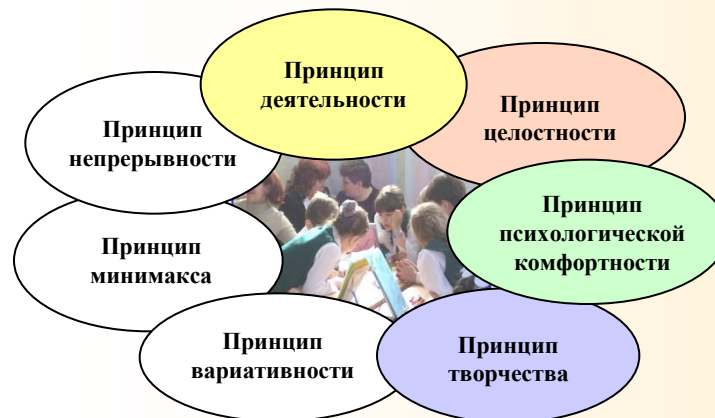 Принцип
деятельности
Принцип
целостности
Принцип
психологической
комфортности
Принцип
творчества
Принцип
вариативности
Принцип
минимакса
Принцип
непрерывности